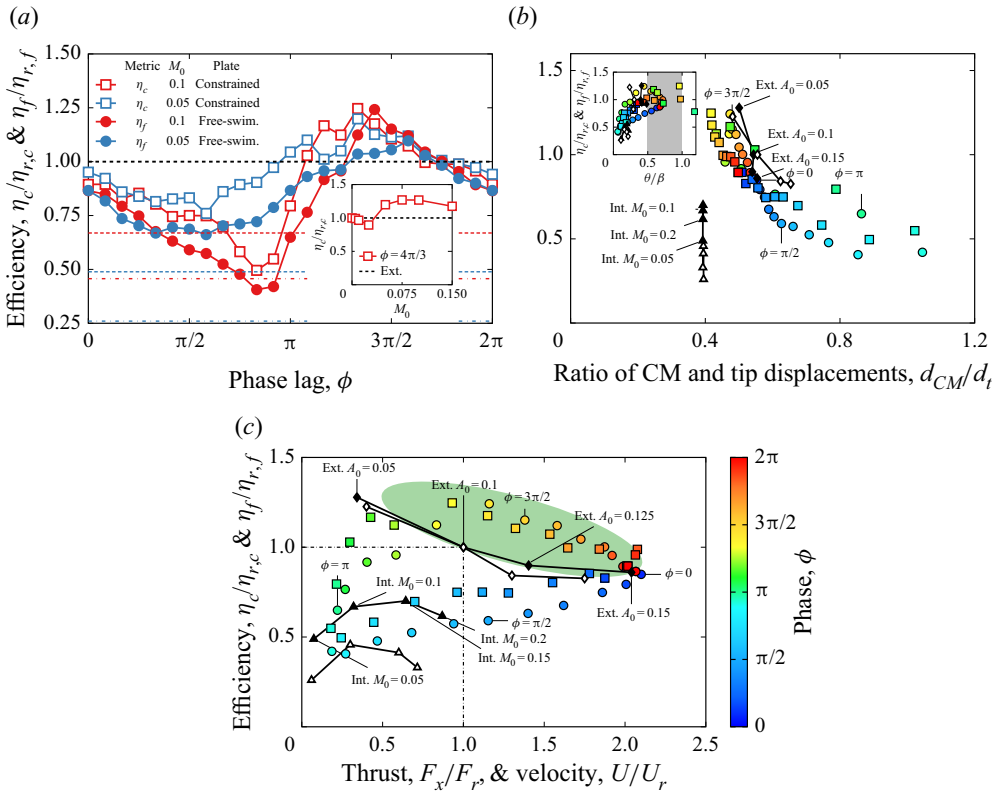 (a)
Efficiency, η_c/η_{r,c} & η_f/η_{r,f}
1.50
1.25
1.00
0.75
0.50
0.25
Metric M_0 Plate
η_c 0.1 Constrained
η_c 0.05 Constrained
η_f 0.1 Free-swim.
η_f 0.05 Free-swim.
η_c/η_{r,c}
1.5
1.0
0.5
ϕ = 4π/3
Ext.
0 0.075 0.150
M_0
0 π/2 π 3π/2 2π
Phase lag, ϕ
(b)
1.5
1.0
0.5
η_c/η_{r,c} & η_f/η_{r,f}
1.5
1.0
0.5
0 0.5 1.0
θ/β
ϕ = 3π/2
Ext. A_0 = 0.05
Ext. A_0 = 0.1
Ext. A_0 = 0.15
ϕ = 0
ϕ = π
Int. M_0 = 0.1
Int. M_0 = 0.2
Int. M_0 = 0.05
ϕ = π/2
0 0.4 0.8 1.2
Ratio of CM and tip displacements, d_{CM}/d_t
(c)
Efficiency, η_c/η_{r,c} & η_f/η_{r,f}
1.5
1.0
0.5
Ext. A_0 = 0.05
Ext. A_0 = 0.1
ϕ = 3π/2
Ext. A_0 = 0.125
ϕ = π
Int. M_0 = 0.1
ϕ = 0
Ext. A_0 = 0.15
ϕ = π/2
Int. M_0 = 0.2
Int. M_0 = 0.15
Int. M_0 = 0.05
0 0.5 1.0 1.5 2.0 2.5
Thrust, F_x/F_r, & velocity, U/U_r
2π
3π/2
π
π/2
0
Phase, ϕ